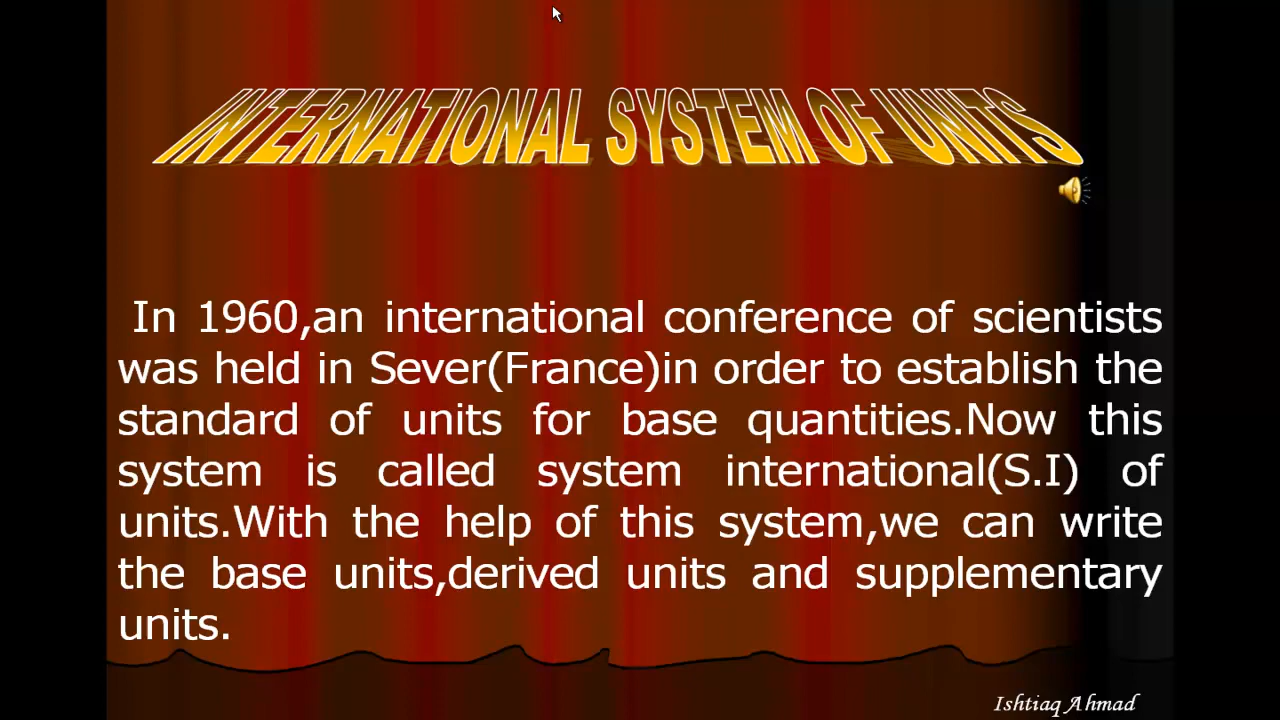 INTERNATIONAL SYSTEM OF UNITS
In 1960,an international conference of scientists
was held in Sever(France)in order to establish the
standard of units for base quantities.Now this
system is called system international(S.I) of
units.With the help of this system,we can write
the base units,derived units and supplementary
units.
Ishtiaq Ahmad